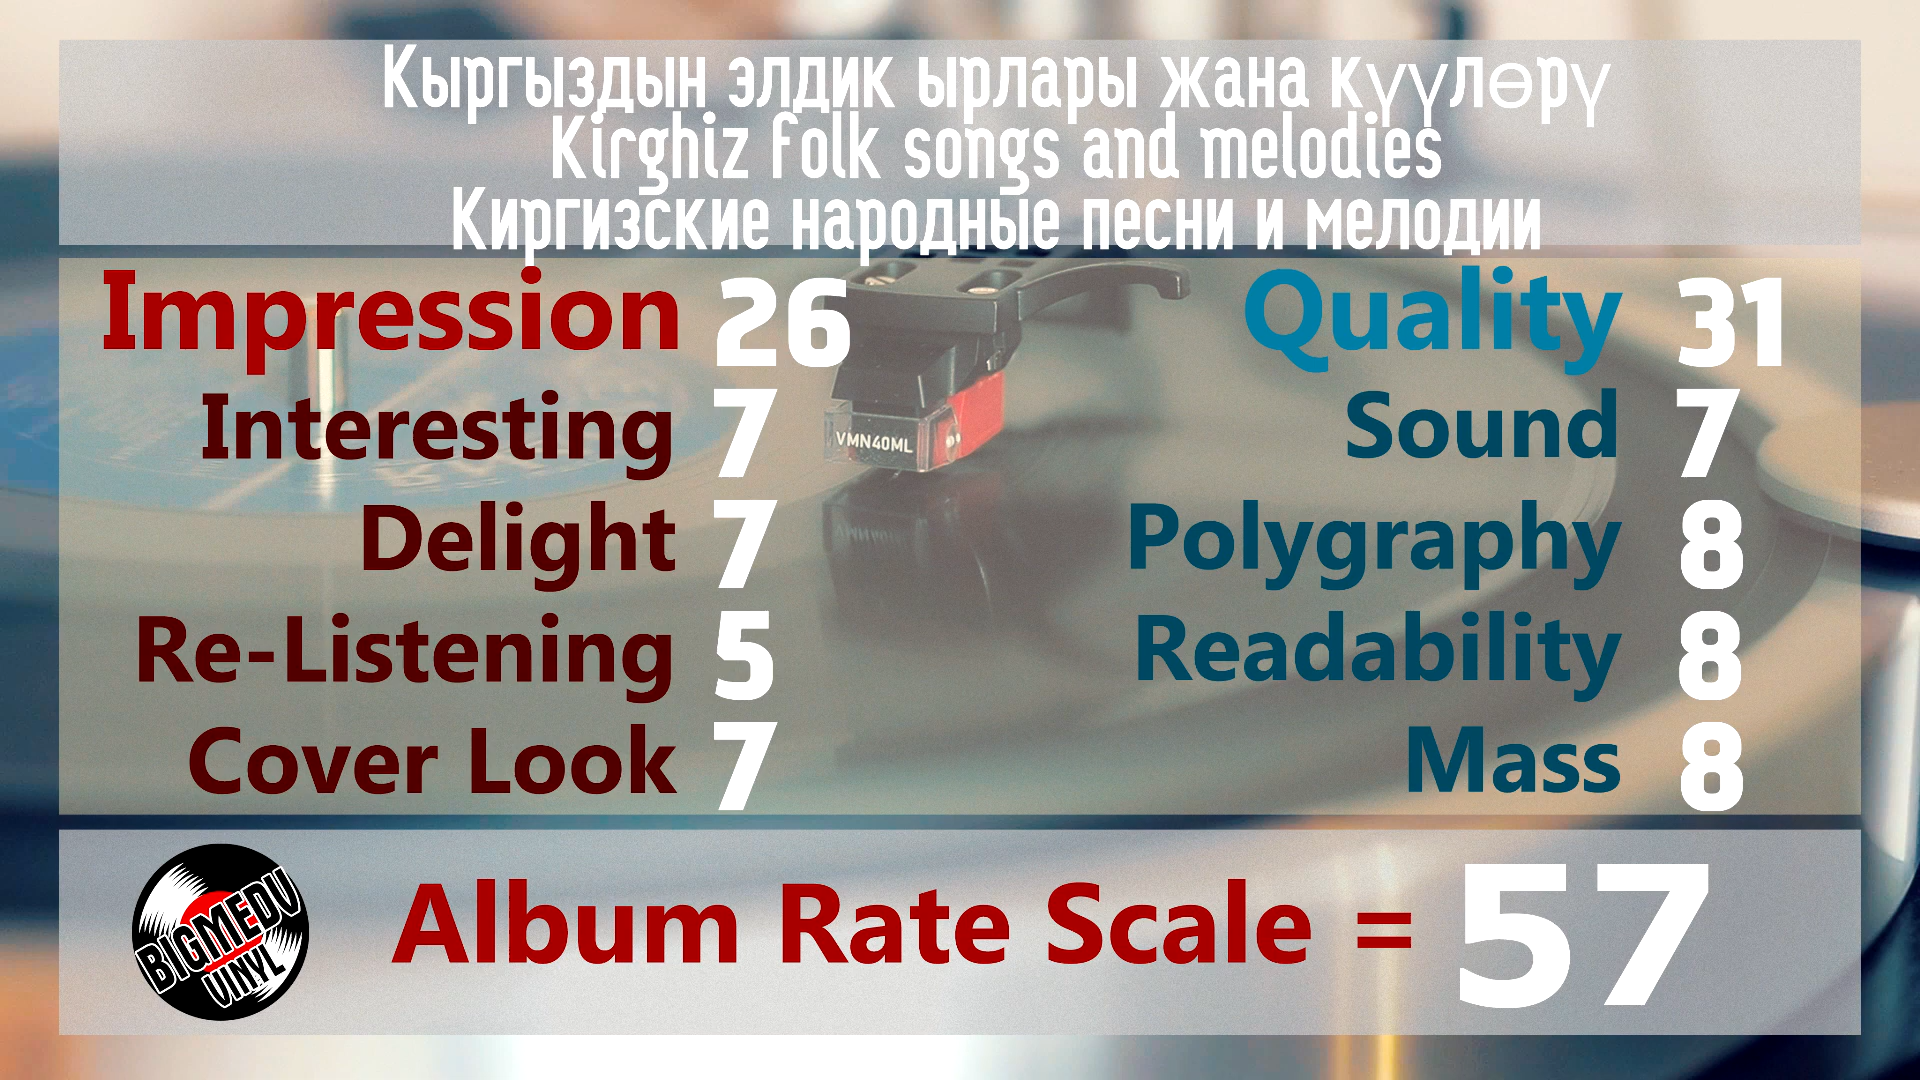 Кыргыздын элдик ырлары жана күүлөрү
Kirghiz folk songs and melodies
Киргизские народные песни и мелодии
Impression 26
Interesting 7
Delight 7
Re-Listening 5
Cover Look 7
Quality 31
Sound 7
Polygraphy 8
Readability 8
Mass 8
VMN40ML
BIGMEDV
VINYL
Album Rate Scale = 57